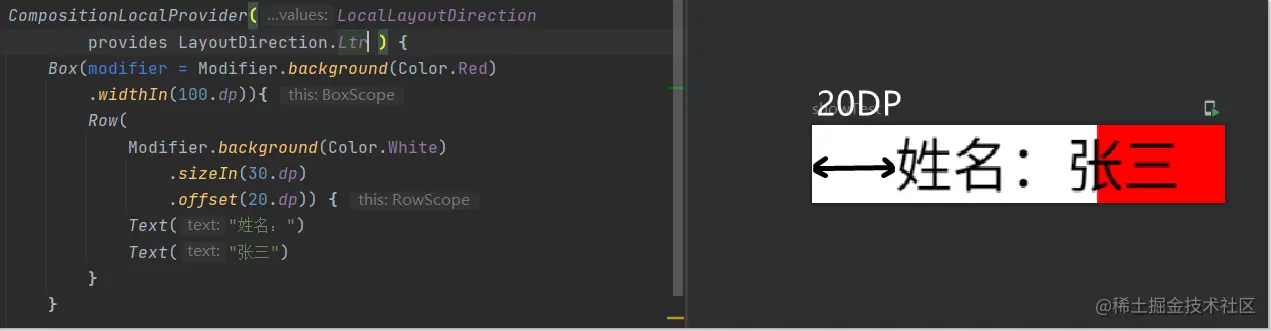 CompositionLocalProvider( ...values: LocalLayoutDirection
provides LayoutDirection.Ltr ) {
Box(modifier = Modifier.background(Color.Red)
.widthIn(100.dp)){ this: BoxScope
Row(
Modifier.background(Color.White)
.sizeIn(30.dp)
.offset(20.dp)) { this: RowScope
Text( text: "姓名：")
Text( text: "张三")
}
}
showTest
20DP
姓名：张三
@稀土掘金技术社区